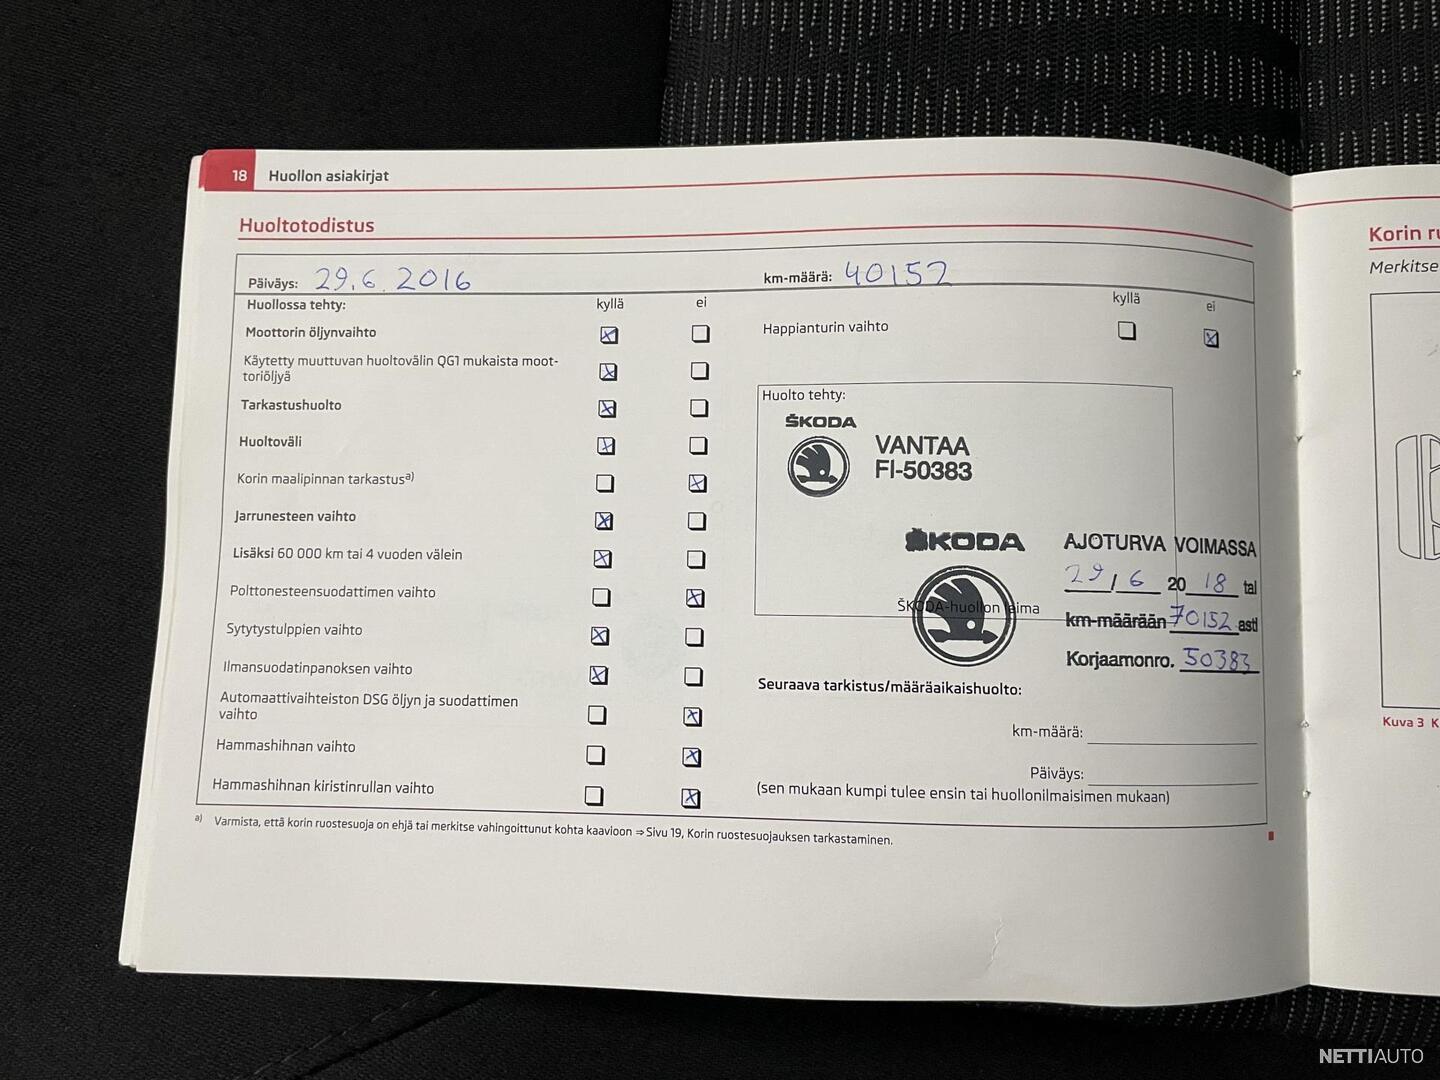 18 Huollon asiakirjat
Huoltotodistus
Päiväys: 29.6.2016 km-määrä: 40152
Huollossa tehty: kyllä ei
kyllä ei
Moottorin öljynvaihto
Happianturin vaihto
Käytetty muuttuvan huoltovälin QG1 mukaista moot-
toriöljyä
Tarkastushuolto
Huoltoväli
Korin maalipinnan tarkastusa)
Jarrunesteen vaihto
Lisäksi 60 000 km tai 4 vuoden välein
Polttonesteensuodattimen vaihto
Sytytystulppien vaihto
Ilmansuodatinpanoksen vaihto
Automaattivaihteiston DSG öljyn ja suodattimen
vaihto
Hammashihnan vaihto
Hammashihnan kiristinrullan vaihto
Huolto tehty:
ŠKODA
VANTAA
FI-50383
ŠKODA
AJOTURVA VOIMASSA
29/6 2018 tai
ŠKODA-huollon leima
km-määrään 70152 asti
Korjaamonro. 50383
Seuraava tarkistus/määräaikaishuolto:
km-määrä:
Päiväys:
(sen mukaan kumpi tulee ensin tai huollonilmaisimen mukaan)
a) Varmista, että korin ruostesuoja on ehjä tai merkitse vahingoittunut kohta kaavioon ⇒ Sivu 19, Korin ruostesuojauksen tarkastaminen.
Korin
Merkitse
Kuva 3 K
NETTIAUTO